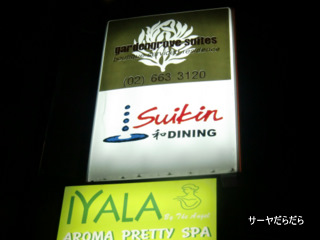 gardengrove suites
(02) 663 3120
Suikin
和DINING
iYALA
By The Angel
AROMA PRETTY SPA
サーヤだらだら